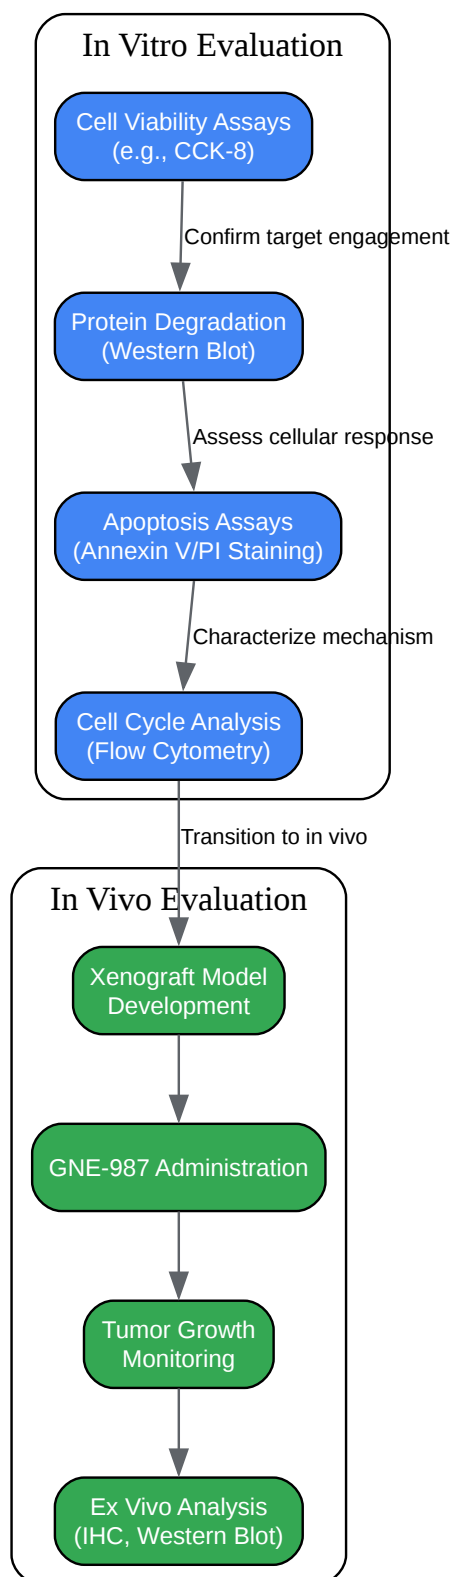 In Vitro Evaluation
Cell Viability Assays
(e.g., CCK-8)
Confirm target engagement
Protein Degradation
(Western Blot)
Assess cellular response
Apoptosis Assays
(Annexin V/PI Staining)
Characterize mechanism
Cell Cycle Analysis
(Flow Cytometry)
Transition to in vivo
In Vivo Evaluation
Xenograft Model
Development
GNE-987 Administration
Tumor Growth
Monitoring
Ex Vivo Analysis
(IHC, Western Blot)